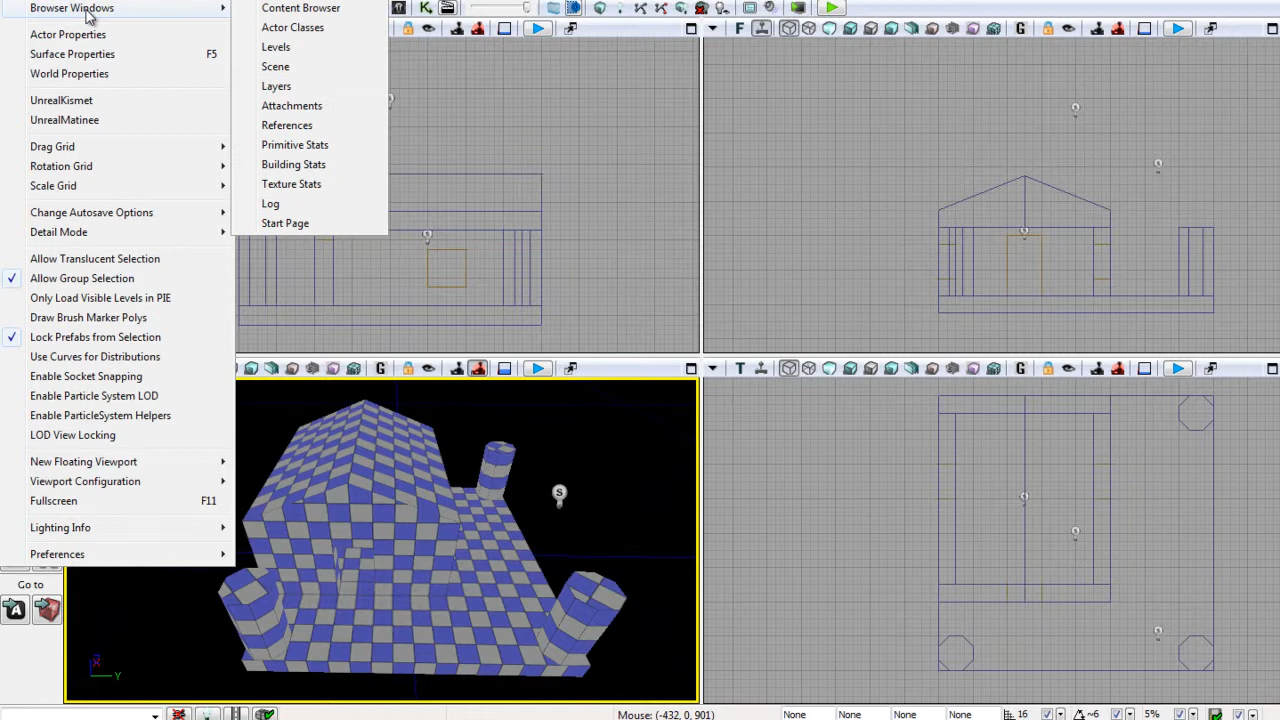 Browser Windows
Actor Properties
Surface Properties F5
World Properties
UnrealKismet
UnrealMatinee
Drag Grid
Rotation Grid
Scale Grid
Change Autosave Options
Detail Mode
Allow Translucent Selection
Allow Group Selection
Only Load Visible Levels in PIE
Draw Brush Marker Polys
Lock Prefabs from Selection
Use Curves for Distributions
Enable Socket Snapping
Enable Particle System LOD
Enable ParticleSystem Helpers
LOD View Locking
New Floating Viewport
Viewport Configuration
Fullscreen F11
Lighting Info
Preferences
Content Browser
Actor Classes
Levels
Scene
Layers
Attachments
References
Primitive Stats
Building Stats
Texture Stats
Log
Start Page
K
F
G
G
T
G
S
X
Y
Go to
A
Mouse: (-432, 0, 901)
None
None
None
None
16
~6
5%